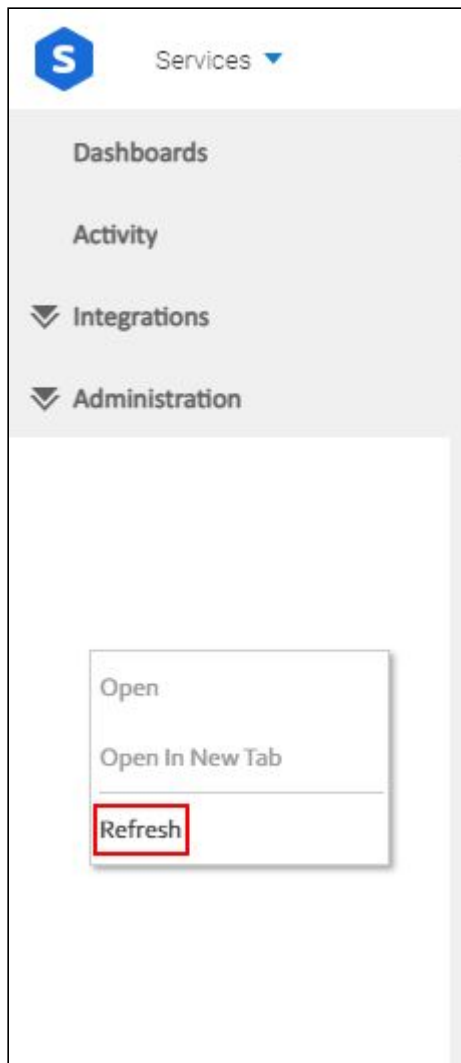 S
Services
Dashboards
Activity
Integrations
Administration
Open
Open In New Tab
Refresh